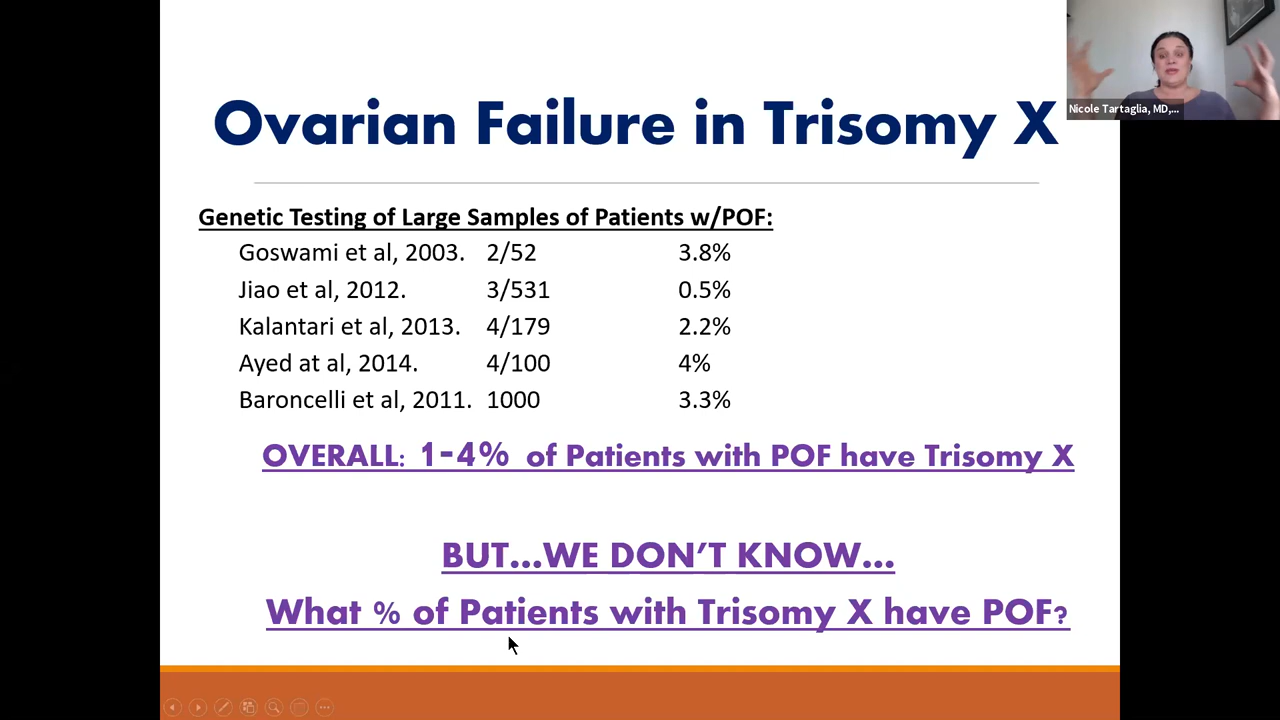 Ovarian Failure in Trisomy X
Nicole Tartaglia, MD,...
Genetic Testing of Large Samples of Patients w/POF:
Goswami et al, 2003. 2/52 3.8%
Jiao et al, 2012. 3/531 0.5%
Kalantari et al, 2013. 4/179 2.2%
Ayed at al, 2014. 4/100 4%
Baroncelli et al, 2011. 1000 3.3%
OVERALL: 1-4% of Patients with POF have Trisomy X
BUT...WE DON'T KNOW...
What % of Patients with Trisomy X have POF?